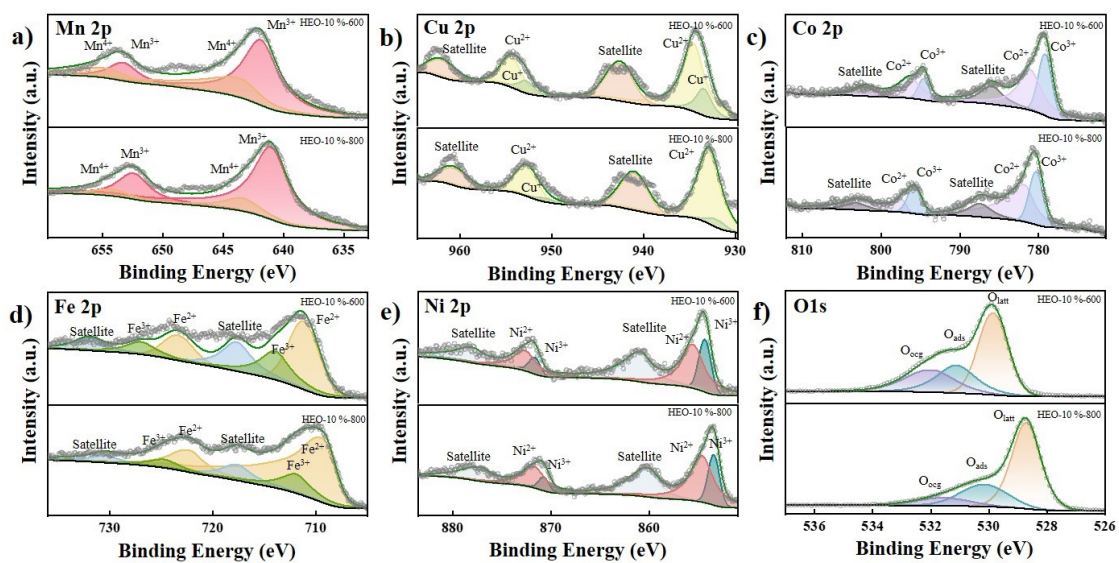 a)
Mn 2p
HEO-10 %-600
Mn⁴⁺
Mn³⁺
Mn⁴⁺
Mn³⁺
HEO-10 %-800
Mn⁴⁺
Mn³⁺
Mn⁴⁺
Mn³⁺
Intensity (a.u.)
655 650 645 640 635
Binding Energy (eV)
b)
Cu 2p
HEO-10 %-600
Satellite
Cu²⁺
Cu⁺
Satellite
Cu²⁺
Cu⁺
HEO-10 %-800
Satellite
Cu²⁺
Cu⁺
Satellite
Cu²⁺
Intensity (a.u.)
960 950 940 930
Binding Energy (eV)
c)
Co 2p
HEO-10 %-600
Satellite
Co²⁺
Co³⁺
Satellite
Co²⁺
Co³⁺
HEO-10 %-800
Satellite
Co²⁺
Co³⁺
Satellite
Co²⁺
Co³⁺
Intensity (a.u.)
810 800 790 780
Binding Energy (eV)
d)
Fe 2p
HEO-10 %-600
Satellite
Fe³⁺
Fe²⁺
Satellite
Fe³⁺
Fe²⁺
HEO-10 %-800
Satellite
Fe³⁺
Fe²⁺
Satellite
Fe³⁺
Fe²⁺
Intensity (a.u.)
730 720 710
Binding Energy (eV)
e)
Ni 2p
HEO-10 %-600
Satellite
Ni²⁺
Ni³⁺
Satellite
Ni²⁺
Ni³⁺
HEO-10 %-800
Satellite
Ni²⁺
Ni³⁺
Satellite
Ni²⁺
Ni³⁺
Intensity (a.u.)
880 870 860
Binding Energy (eV)
f)
O1s
HEO-10 %-600
Oocg
Oads
Olatt
HEO-10 %-800
Oocg
Oads
Olatt
Intensity (a.u.)
536 534 532 530 528 526
Binding Energy (eV)